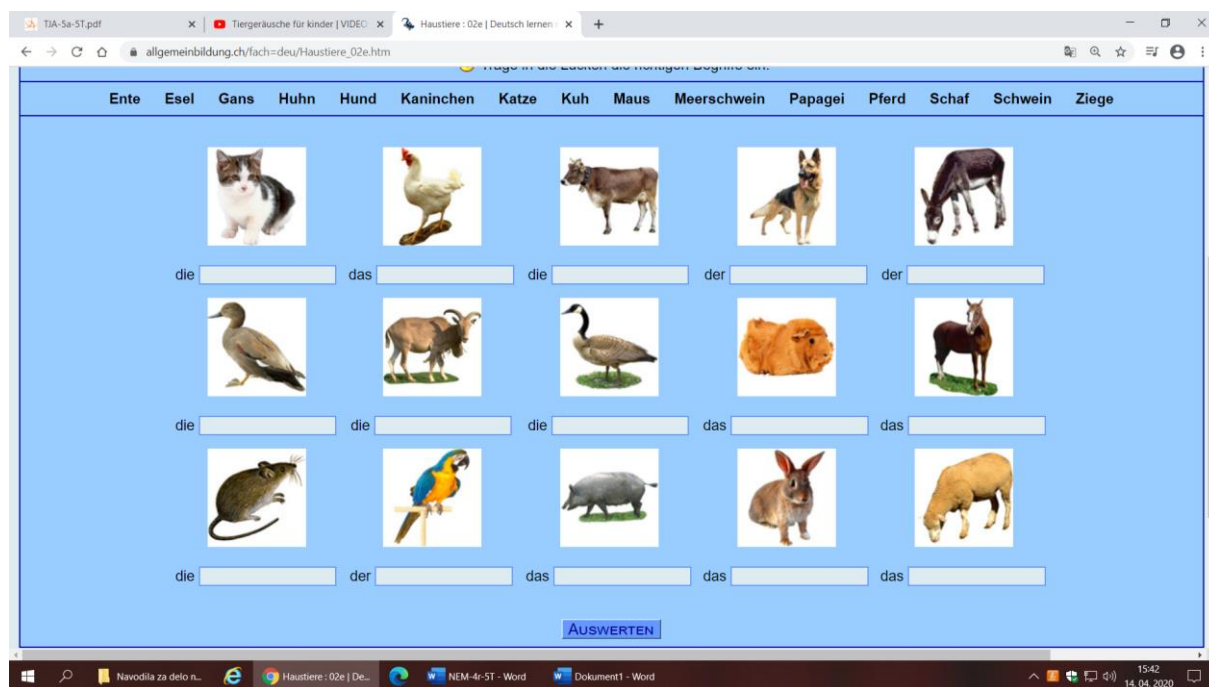 TJA-5a-5T.pdf
Tiergeräusche für kinder | VIDEO
Haustiere : 02e | Deutsch lernen
allgemeinbildung.ch/fach=deu/Haustiere_02e.htm
Ente Esel Gans Huhn Hund Kaninchen Katze Kuh Maus Meerschwein Papagei Pferd Schaf Schwein Ziege
die das die der der
die die die das das
die der das das das
AUSWERTEN
Navodila za delo n... Haustiere : 02e | De... NEM-4r-5T - Word Dokument1 - Word
15:42
14. 04. 2020